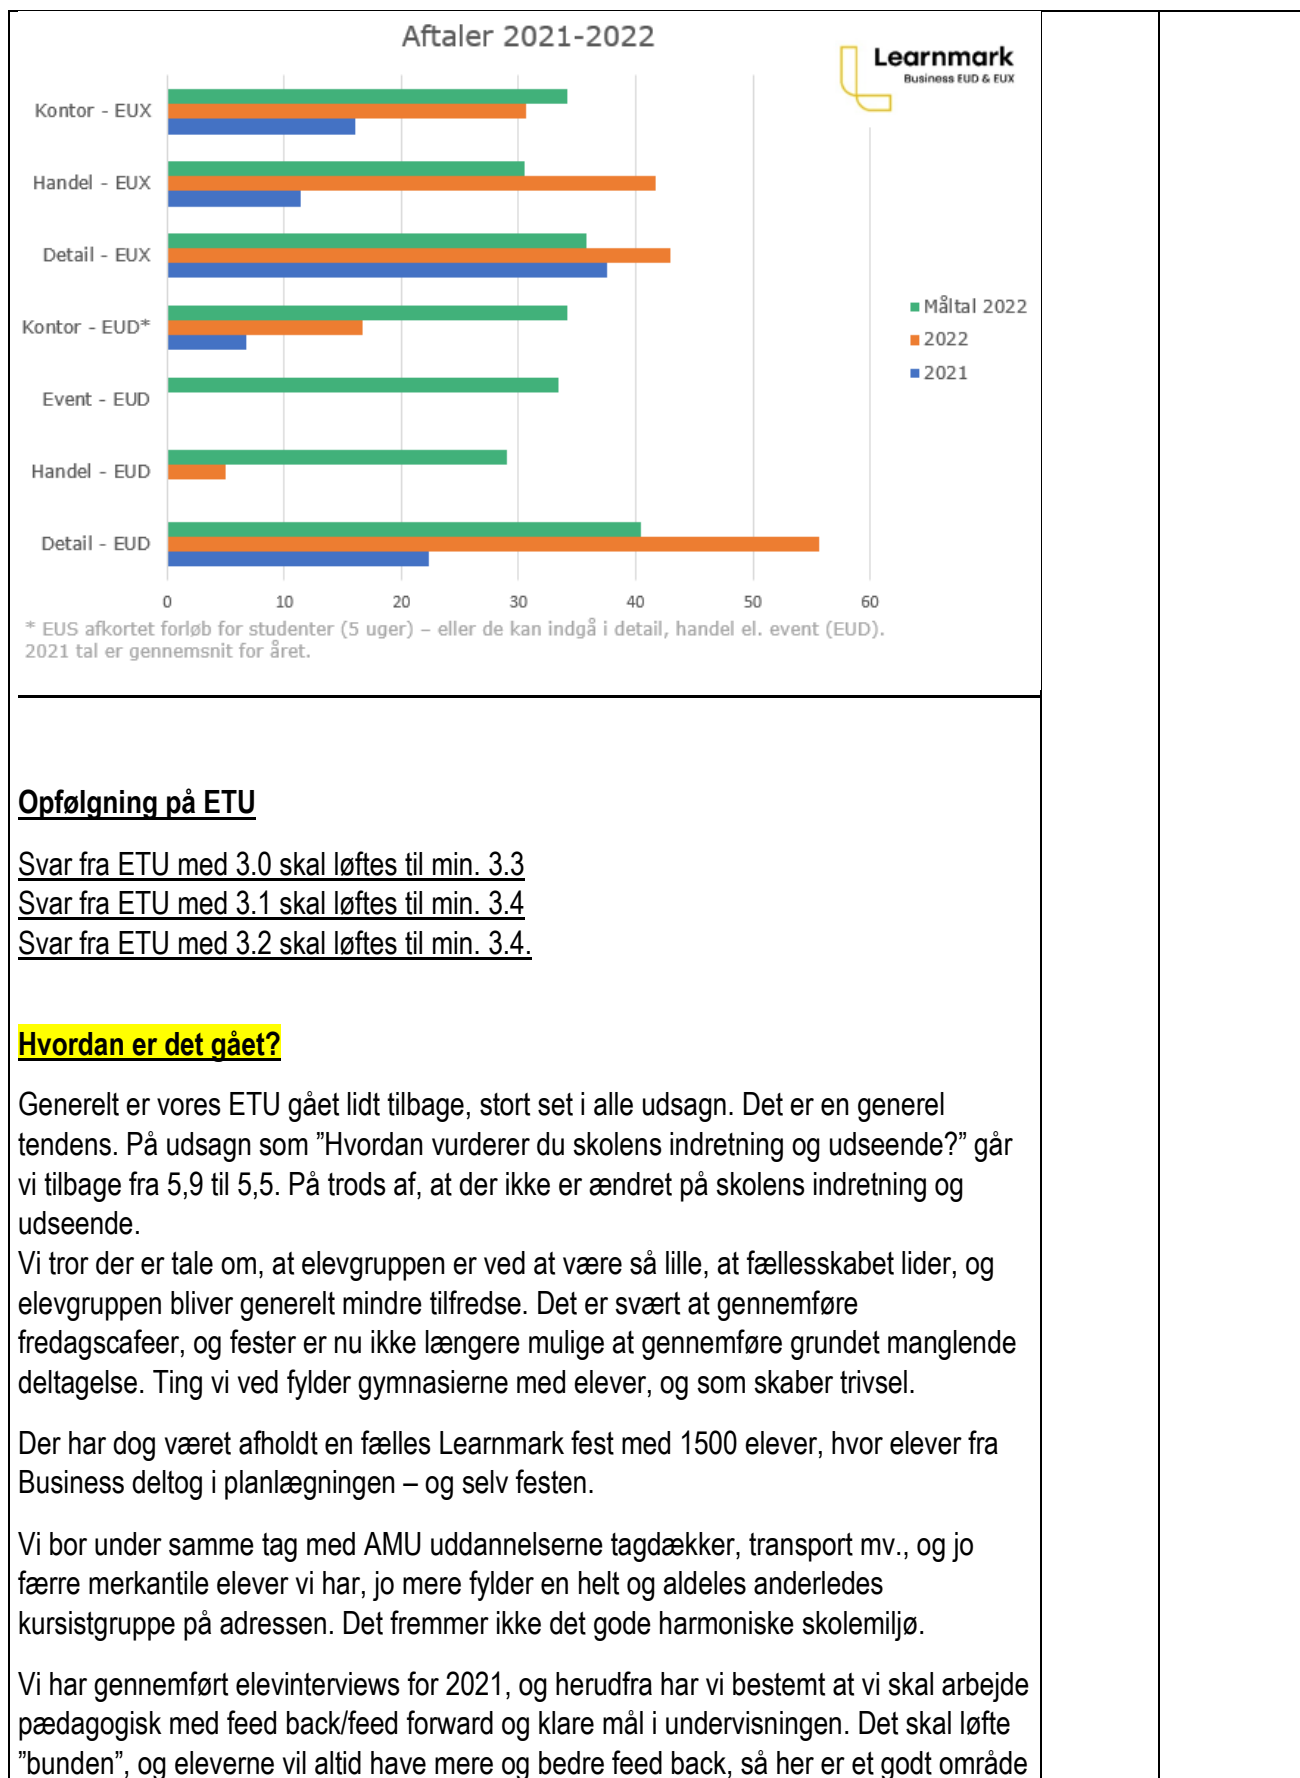 Aftaler 2021-2022
Learnmark
Business EUD & EUX
Kontor - EUX
Handel - EUX
Detail - EUX
Kontor - EUD*
Event - EUD
Handel - EUD
Detail - EUD
Måltal 2022
2022
2021
0 10 20 30 40 50 60
* EUS afkortet forløb for studenter (5 uger) – eller de kan indgå i detail, handel el. event (EUD).
2021 tal er gennemsnit for året.
Opfølgning på ETU
Svar fra ETU med 3.0 skal løftes til min. 3.3
Svar fra ETU med 3.1 skal løftes til min. 3.4
Svar fra ETU med 3.2 skal løftes til min. 3.4.
Hvordan er det gået?
Generelt er vores ETU gået lidt tilbage, stort set i alle udsagn. Det er en generel
tendens. På udsagn som ”Hvordan vurderer du skolens indretning og udseende?” går
vi tilbage fra 5,9 til 5,5. På trods af, at der ikke er ændret på skolens indretning og
udseende.
Vi tror der er tale om, at elevgruppen er ved at være så lille, at fællesskabet lider, og
elevgruppen bliver generelt mindre tilfredse. Det er svært at gennemføre
fredagscafeer, og fester er nu ikke længere mulige at gennemføre grundet manglende
deltagelse. Ting vi ved fylder gymnasierne med elever, og som skaber trivsel.
Der har dog været afholdt en fælles Learnmark fest med 1500 elever, hvor elever fra
Business deltog i planlægningen – og selv festen.
Vi bor under samme tag med AMU uddannelserne tagdækker, transport mv., og jo
færre merkantile elever vi har, jo mere fylder en helt og aldeles anderledes
kursistgruppe på adressen. Det fremmer ikke det gode harmoniske skolemiljø.
Vi har gennemført elevinterviews for 2021, og herudfra har vi bestemt at vi skal arbejde
pædagogisk med feed back/feed forward og klare mål i undervisningen. Det skal løfte
”bunden”, og eleverne vil altid have mere og bedre feed back, så her er et godt område